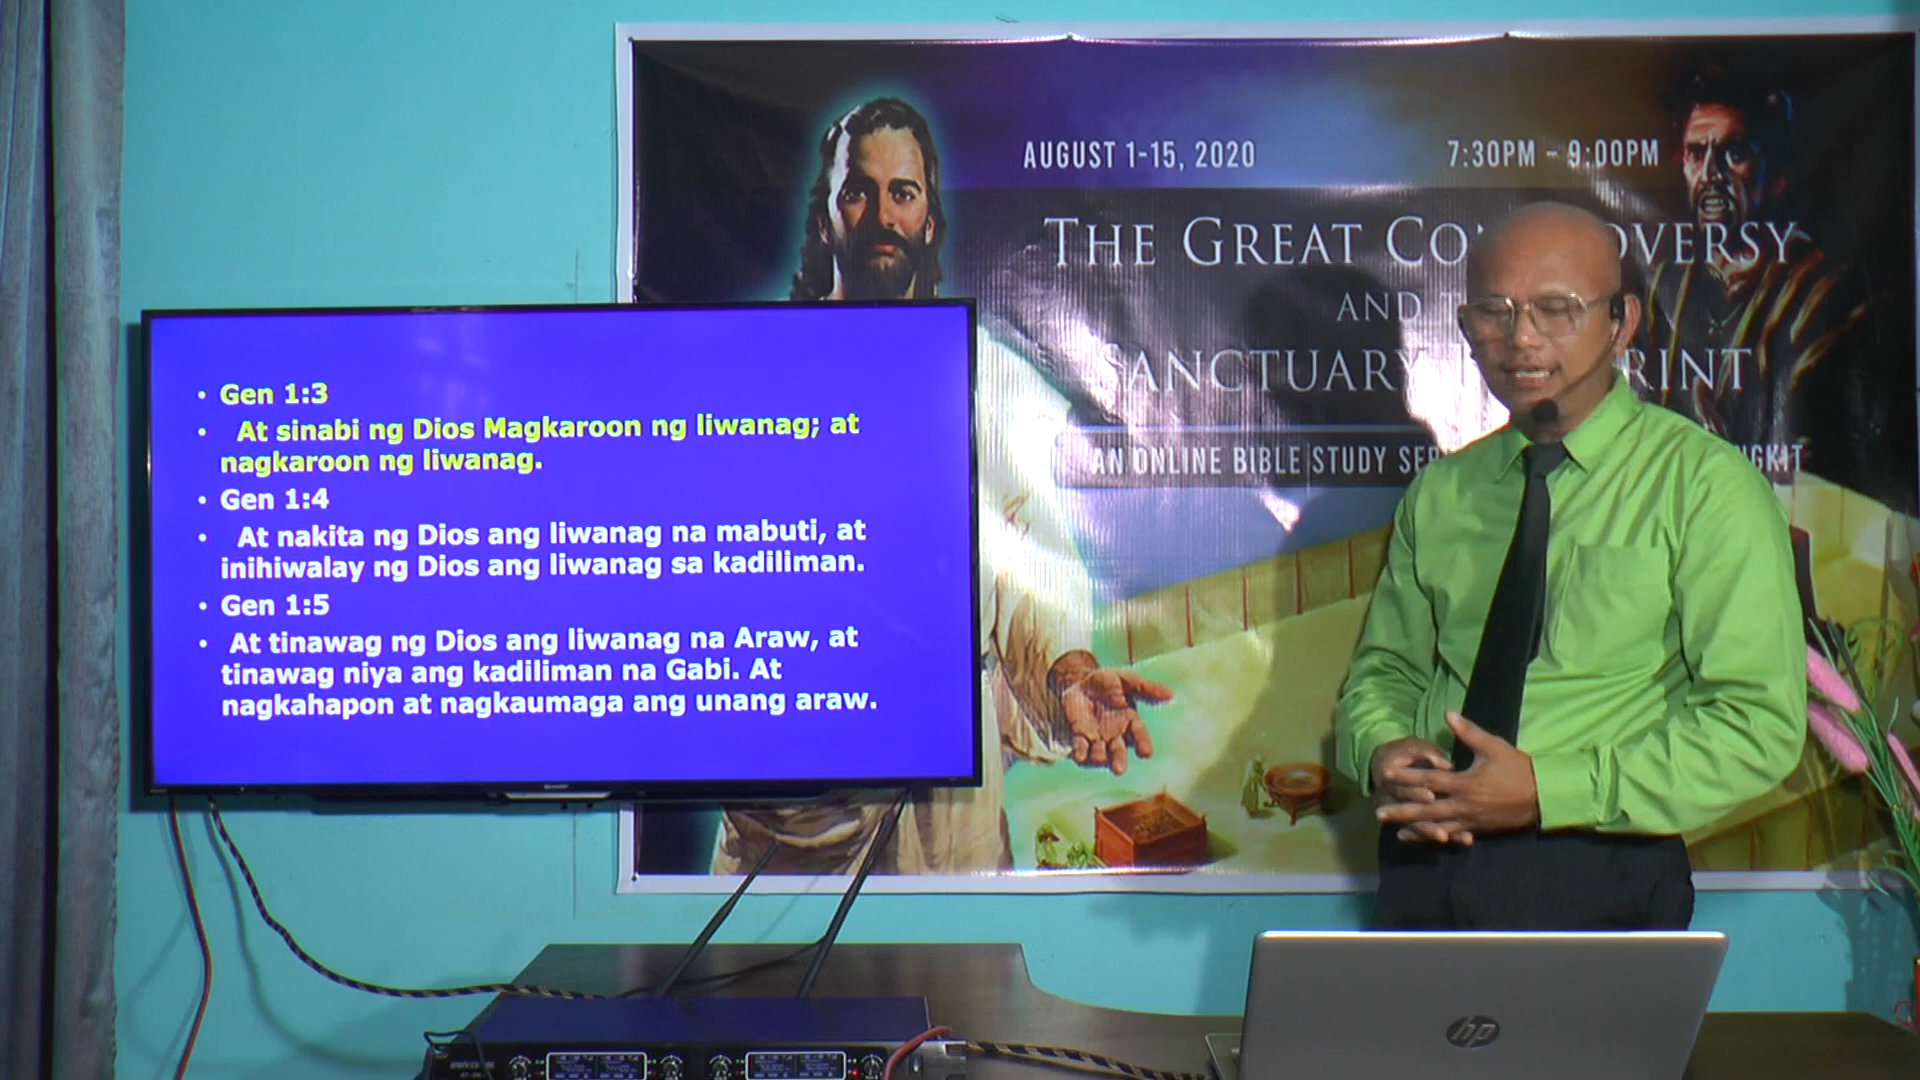 AUGUST 1-15, 2020
7:30PM - 9:00PM
THE GREAT CO OVERSY
AND T
SANCTUARY RINT
AN ONLINE BIBLE STUDY SER NGKIT
• Gen 1:3
• At sinabi ng Dios Magkaroon ng liwanag; at
nagkaroon ng liwanag.
• Gen 1:4
• At nakita ng Dios ang liwanag na mabuti, at
inihiwalay ng Dios ang liwanag sa kadiliman.
• Gen 1:5
• At tinawag ng Dios ang liwanag na Araw, at
tinawag niya ang kadiliman na Gabi. At
nagkahapon at nagkaumaga ang unang araw.
SHARP
hp